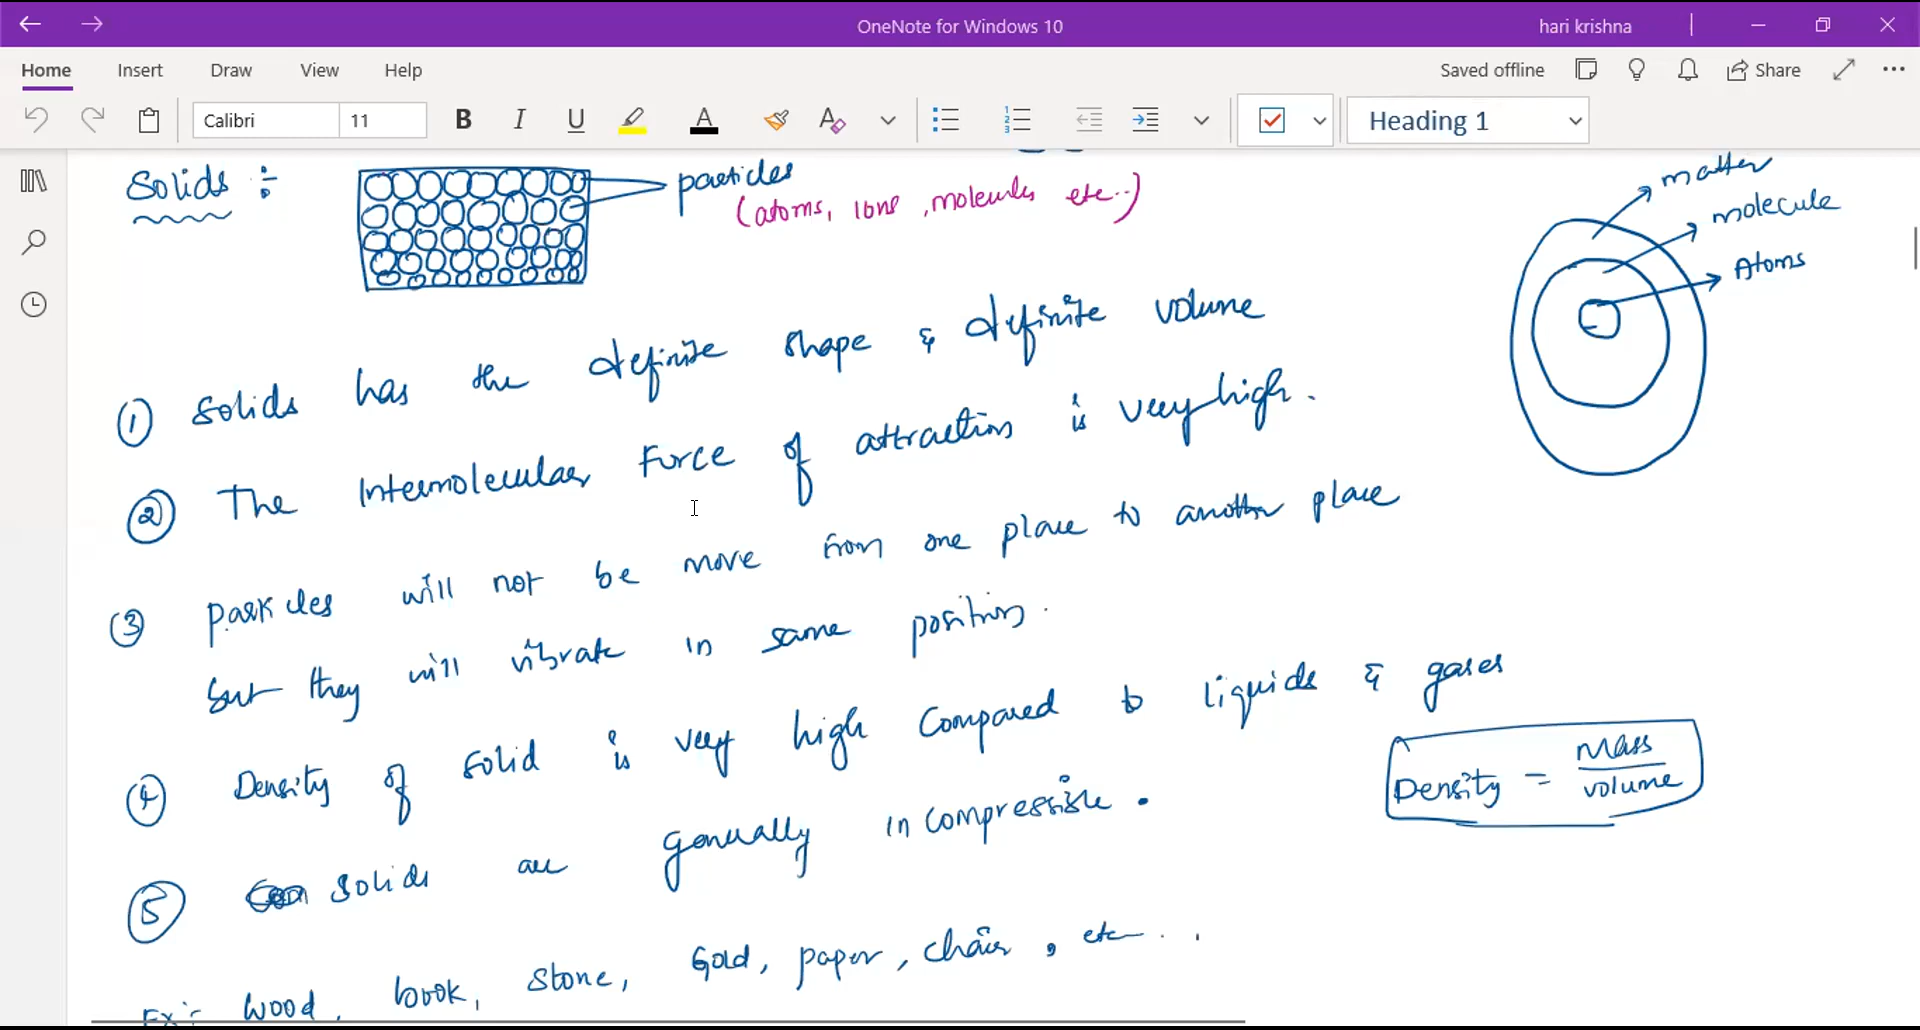 OneNote for Windows 10
hari krishna
Home Insert Draw View Help
Saved offline
Share
Calibri 11 B I U A A Heading 1
Solids :-
particles
(atoms, ions, molecules etc..)
matter
molecule
Atoms
① Solids has the definite shape & definite volume
② The Intermolecular Force of attraction is very high.
③ particles will not be move from one place to another place
but they will vibrate in same position.
④ Density of solid is very high compared to liquids & gases
Density = Mass
volume
⑤ solids are generally incompressible.
Ex:- Wood, book, stone, Gold, paper, chair, etc...